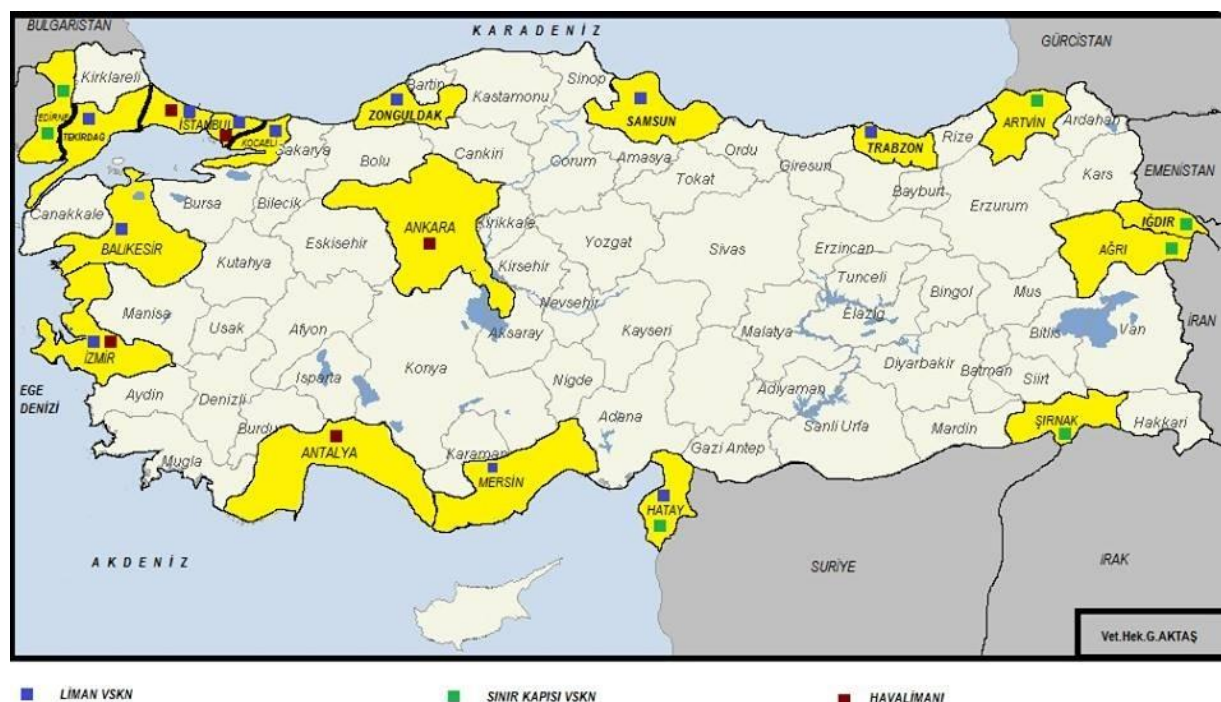 BULGARİSTAN
KARADENİZ
GÜRCİSTAN
Kirklareli
EDİRNE
TEKİRDAĞ
İSTANBUL
KOCAELİ
Sakarya
ZONGULDAK
Bartin
Kastamonu
Sinop
SAMSUN
Ordu
Giresun
TRABZON
Rize
ARTVİN
Ardahan
Kars
EMENİSTAN
Bolu
Cankiri
Corum
Amasya
Tokat
Bayburt
Erzurum
IĞDIR
AĞRI
Canakkale
Bursa
Bilecik
BALIKESİR
Eskisehir
ANKARA
Kirikkale
Yozgat
Sivas
Erzincan
Tunceli
Bingol
Mus
Kutahya
Kirsehir
Nevsehir
Manisa
Usak
Afyon
Aksaray
Kayseri
Malatya
Elazig
Bitlis
Van
İRAN
İZMİR
EGE
DENİZİ
Aydin
Denizli
Isparta
Konya
Nigde
Adana
Adiyaman
Diyarbakir
Batman
Siirt
Burdu
Mugla
ANTALYA
Karaman
MERSİN
Gazi Antep
Sanli Urfa
Mardin
ŞIRNAK
Hakkari
HATAY
AKDENİZ
SURİYE
IRAK
Vet.Hek.G.AKTAŞ
LİMAN VSKN
SINIR KAPISI VSKN
HAVALİMANI